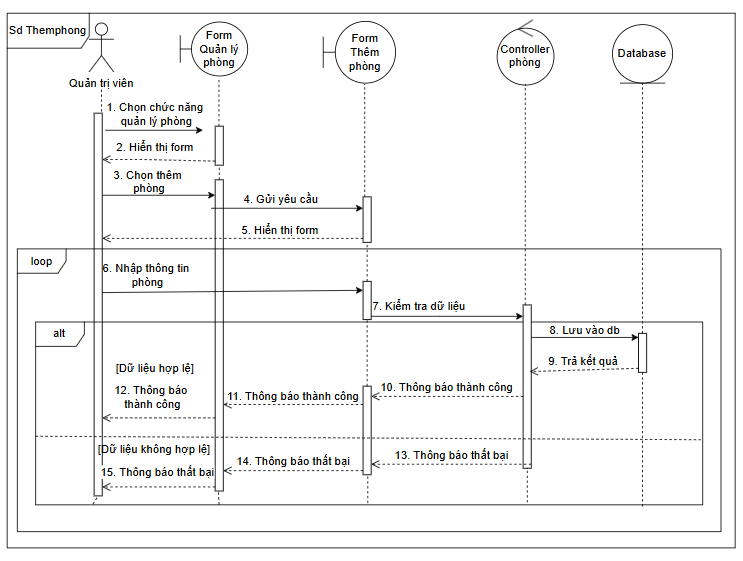 Sd Themphong
Form
Quản lý
phòng
Form
Thêm
phòng
Controller
phòng
Database
Quản trị viên
1. Chọn chức năng
quản lý phòng
2. Hiển thị form
3. Chọn thêm
phòng
4. Gửi yêu cầu
5. Hiển thị form
loop
6. Nhập thông tin
phòng
7. Kiểm tra dữ liệu
alt
8. Lưu vào db
9. Trả kết quả
[Dữ liệu hợp lệ]
10. Thông báo thành công
11. Thông báo thành công
12. Thông báo
thành công
[Dữ liệu không hợp lệ]
13. Thông báo thất bại
14. Thông báo thất bại
15. Thông báo thất bại